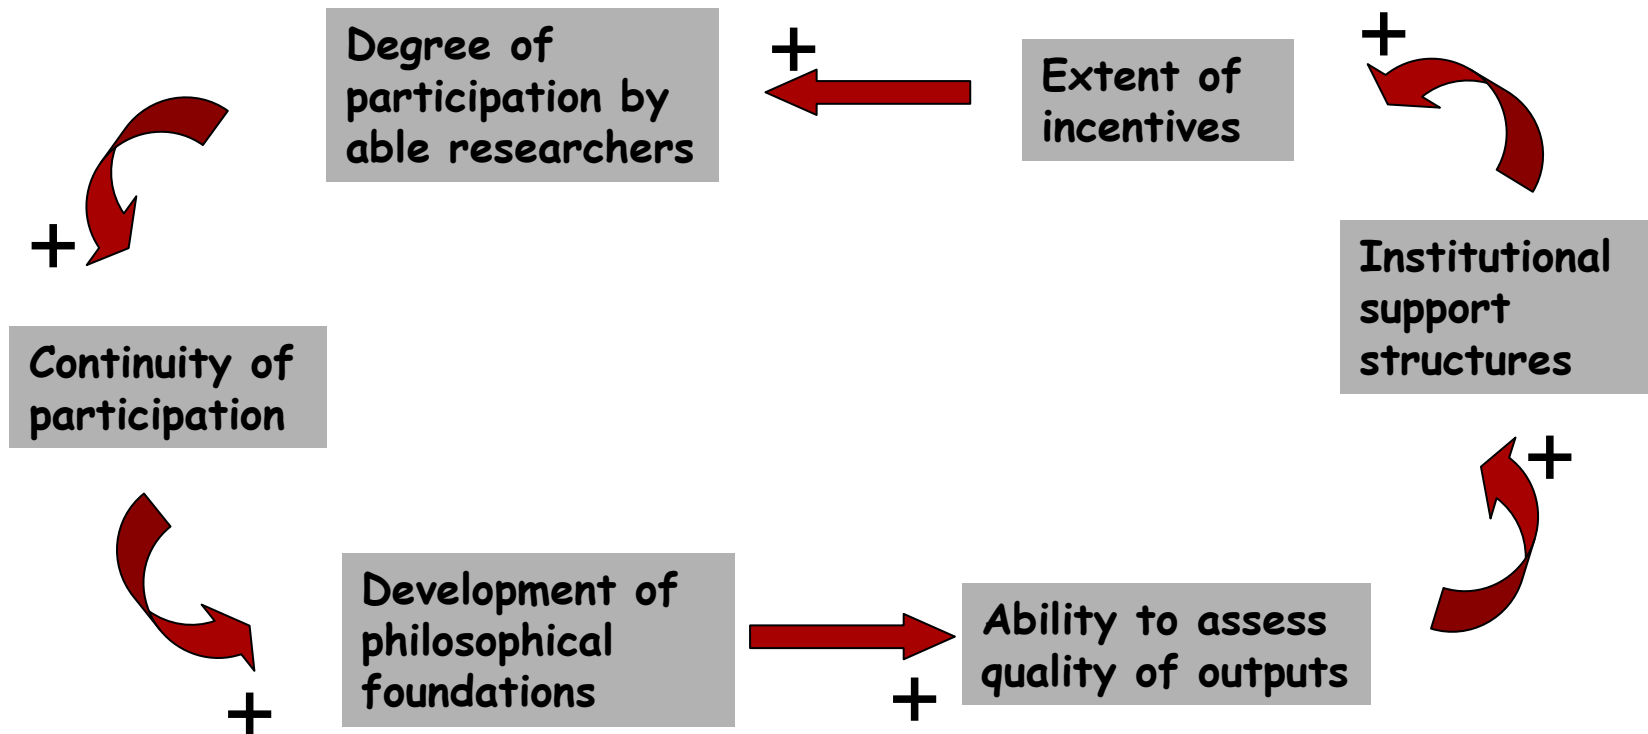 Degree of
participation by
able researchers
+
Extent of
incentives
+
Institutional
support
structures
+
Continuity of
participation
+
Development of
philosophical
foundations
+
Ability to assess
quality of outputs
+